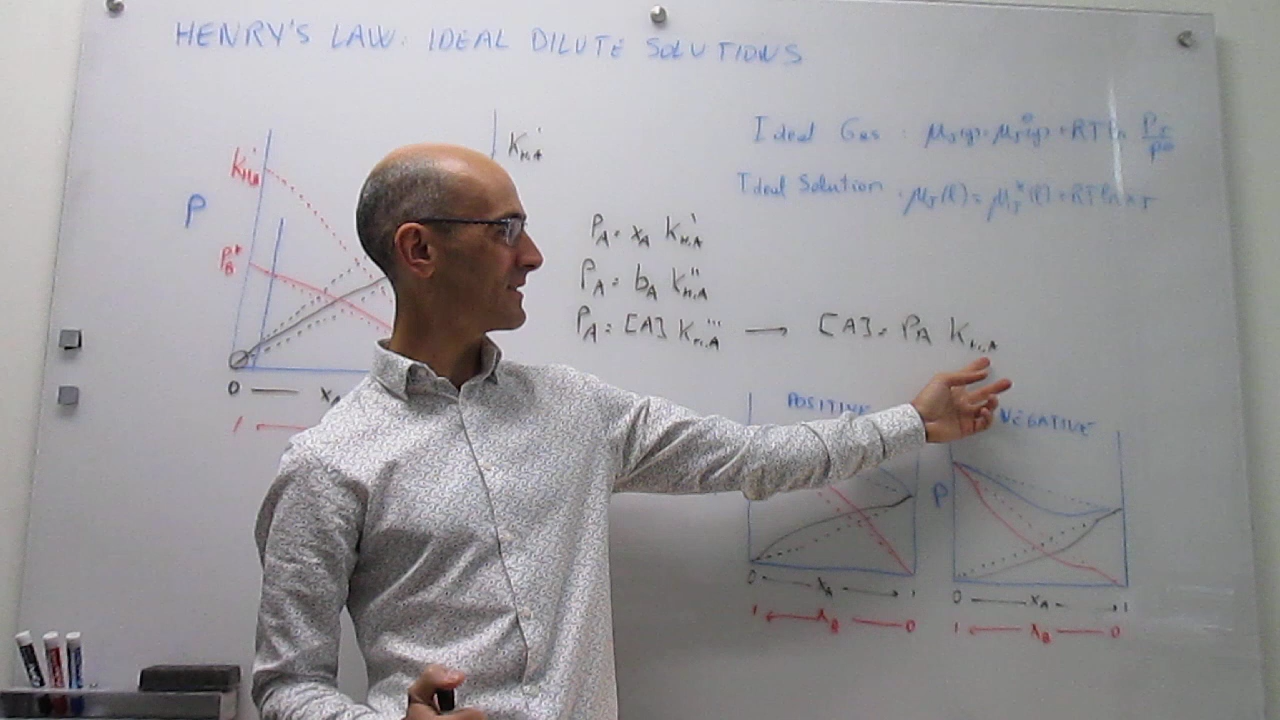 HENRY'S LAW: IDEAL DILUTE SOLUTIONS
K'H,A
K'H,B
P
P*B
0 — xA
1 —
PA = xA K'H,A
PA = bA K''H,A
PA = [A] K'''H,A → [A] = PA KH,A
Ideal Gas : μJ(g) = μJ°(g) + RT ln PJ/P°
Ideal Solution : μJ(l) = μJ*(l) + RT ln xJ
POSITIVE
NEGATIVE
P
0 — xA → 1
1 ← xB — 0
0 — xA → 1
1 ← xB — 0